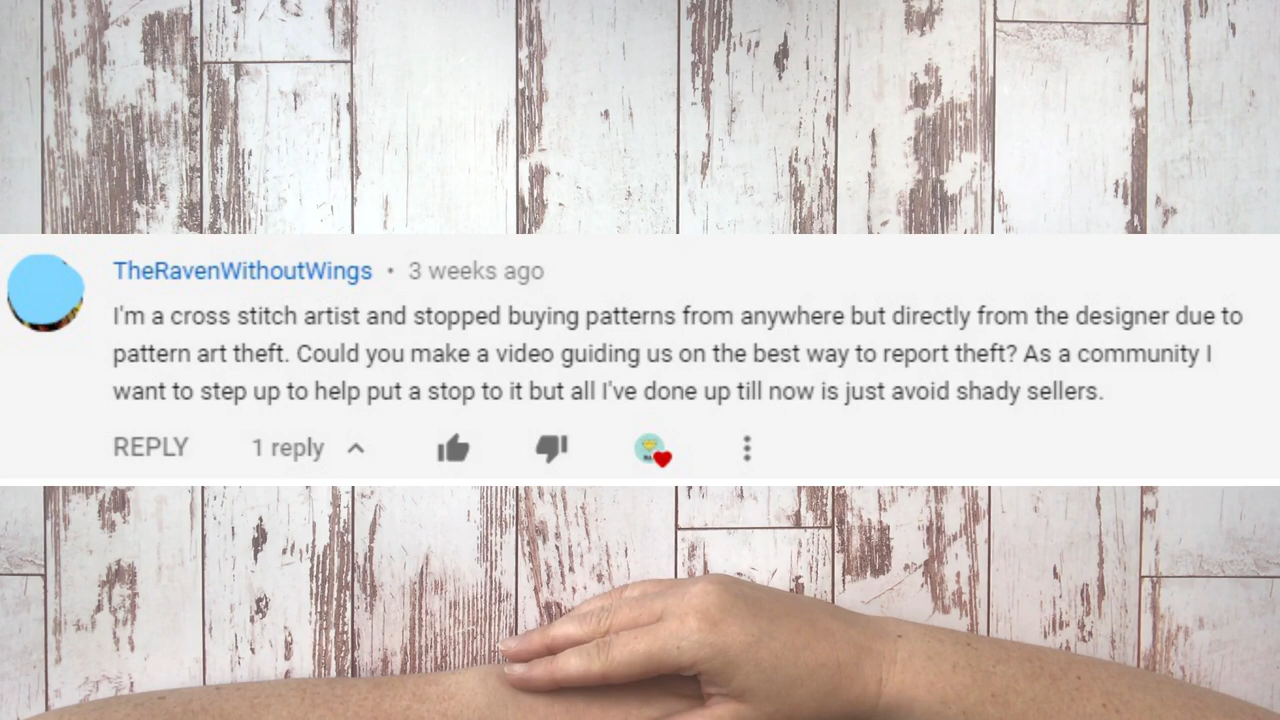 TheRavenWithoutWings • 3 weeks ago
I'm a cross stitch artist and stopped buying patterns from anywhere but directly from the designer due to
pattern art theft. Could you make a video guiding us on the best way to report theft? As a community I
want to step up to help put a stop to it but all I've done up till now is just avoid shady sellers.
REPLY 1 reply